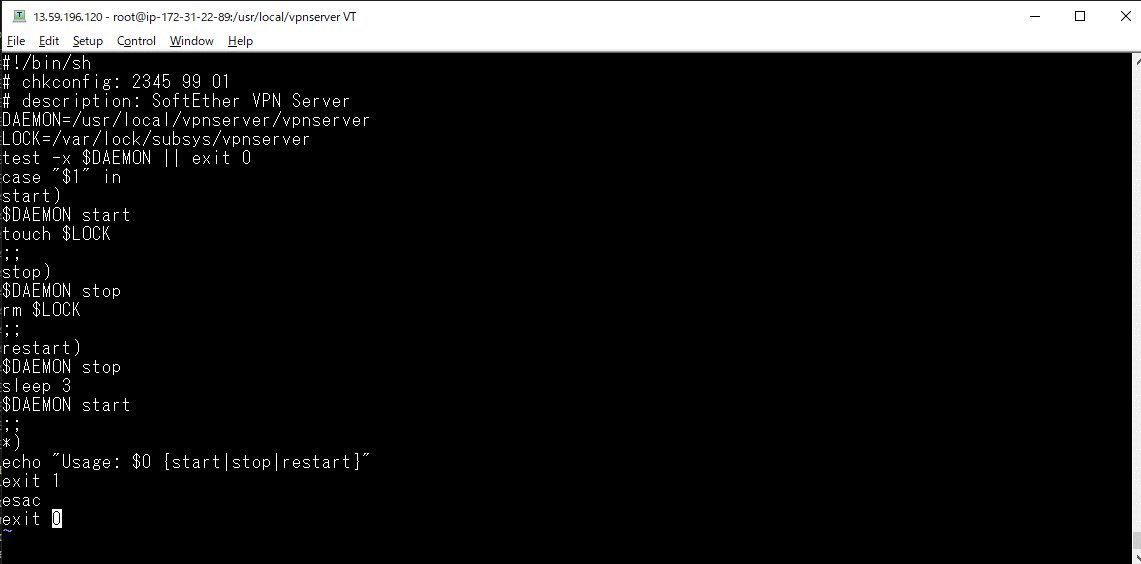 13.59.196.120 - root@ip-172-31-22-89:/usr/local/vpnserver VT
File Edit Setup Control Window Help
#!/bin/sh
# chkconfig: 2345 99 01
# description: SoftEther VPN Server
DAEMON=/usr/local/vpnserver/vpnserver
LOCK=/var/lock/subsys/vpnserver
test -x $DAEMON || exit 0
case "$1" in
start)
$DAEMON start
touch $LOCK
;;
stop)
$DAEMON stop
rm $LOCK
;;
restart)
$DAEMON stop
sleep 3
$DAEMON start
;;
*)
echo "Usage: $0 {start|stop|restart}"
exit 1
esac
exit 0
~